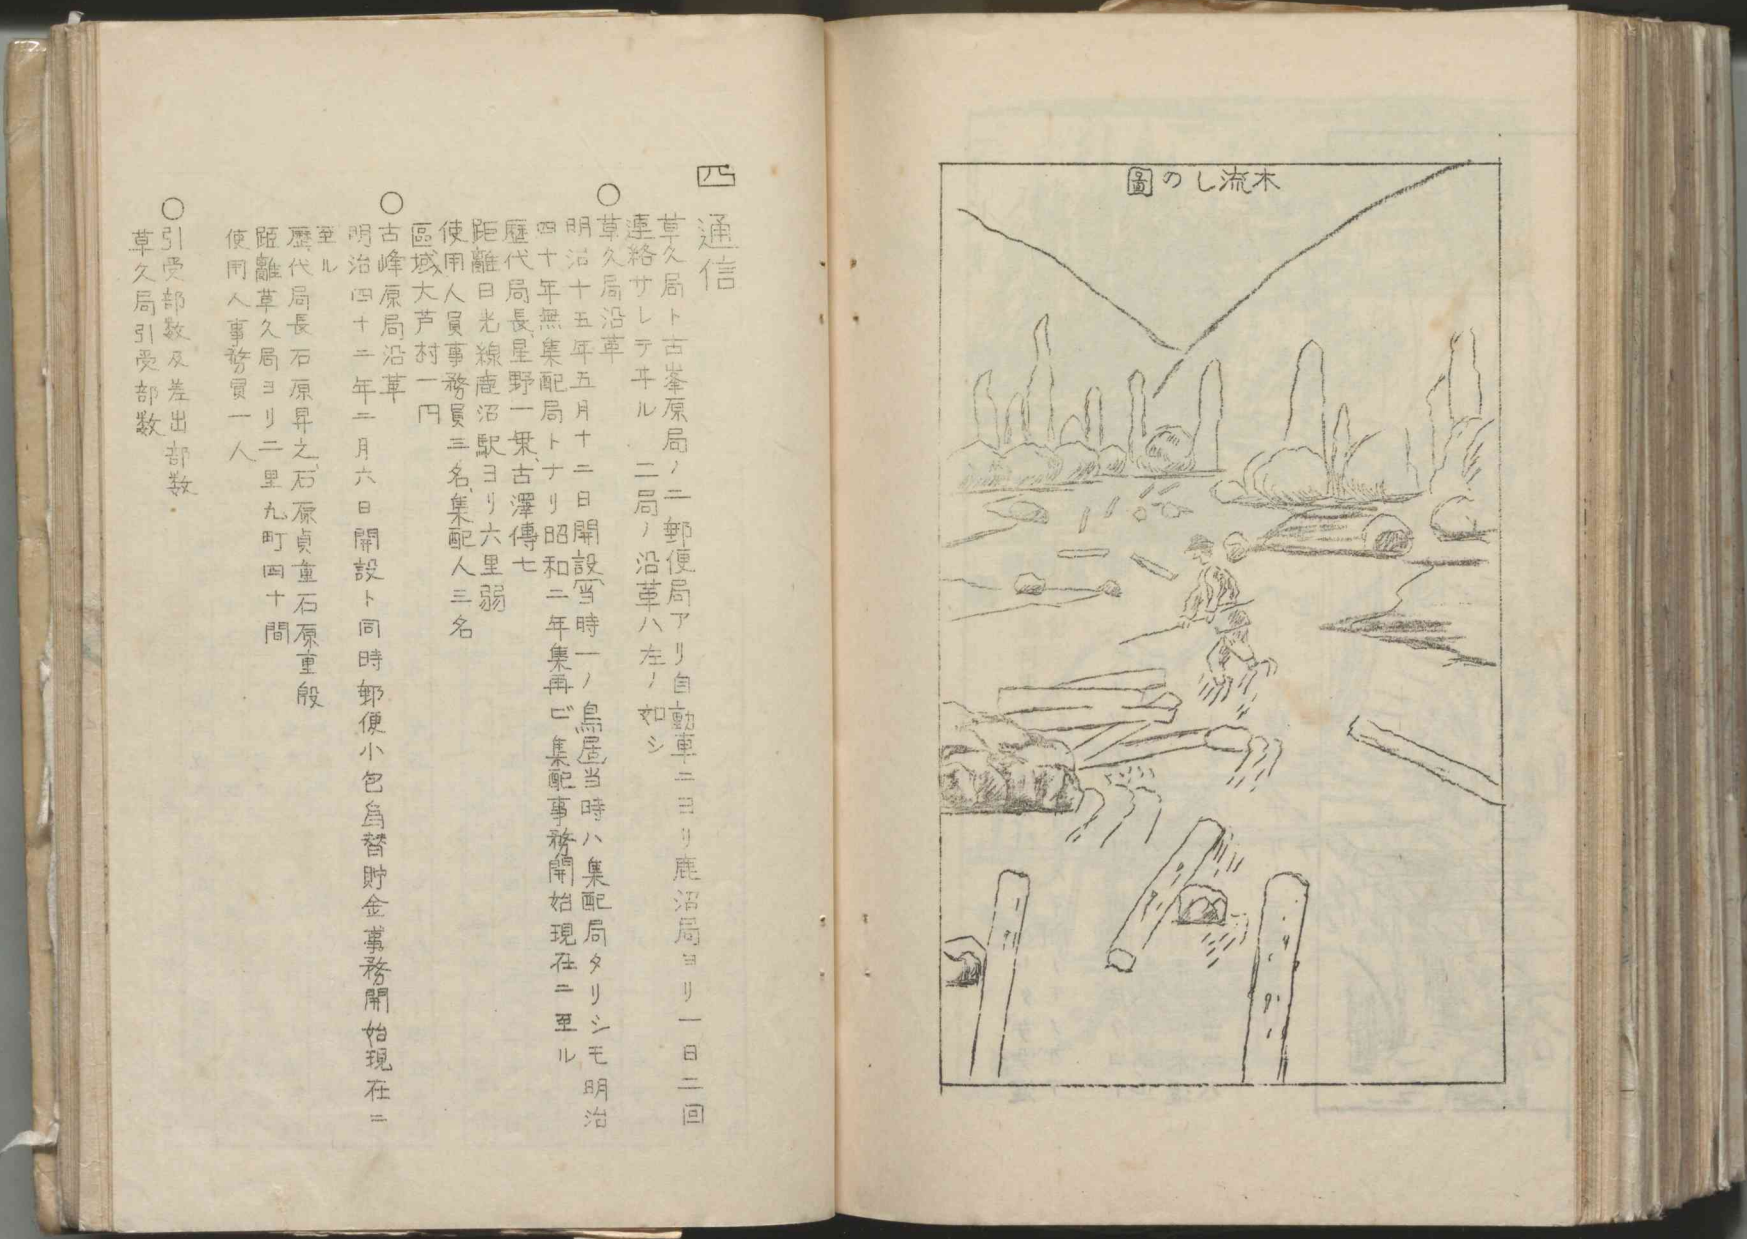 木流しの圖
四 通信
草久局ト古峯原局ノ二郵便局アリ自動車ニヨリ鹿沼局ヨリ一日二回
連絡サレテヰル 二局ノ沿革ハ左ノ如シ
○草久局沿革
明治十五年五月十二日開設(当時一ノ鳥居)当時ハ集配局タリシモ明治
四十年無集配局トナリ昭和二年集再ビ集配事務開始現在ニ至ル
歴代局長、星野一乗、古澤傳七
距離日光線鹿沼駅ヨリ六里弱
使用人員事務員三名、集配人三名
區域大芦村一円
○古峰原局沿革
明治四十二年二月六日開設ト同時郵便小包為替貯金事務開始現在ニ
至ル
歴代局長石原昇之、石原貞重石原重殷
距離草久局ヨリ二里九町四十間
使用人事務員一人
○引受部数及差出部数
草久局引受部数